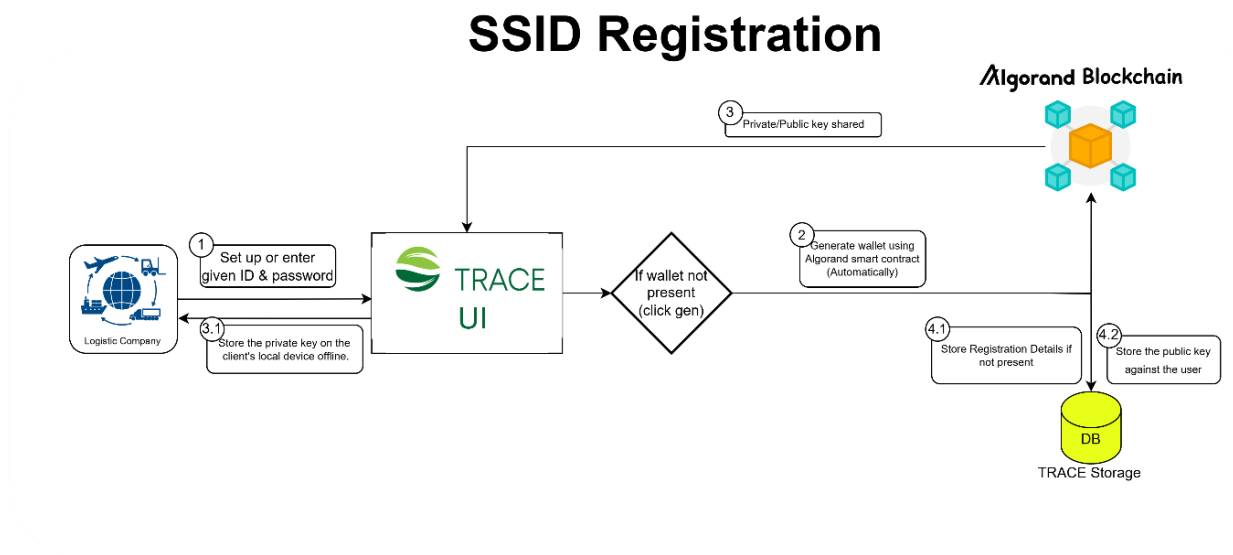 SSID Registration
Algorand Blockchain
3
Private/Public key shared
1
Set up or enter
given ID & password
2
Generate wallet using
Algorand smart contract
(Automatically)
TRACE
UI
If wallet not
present
(click gen)
Logistic Company
3.1
Store the private key on the
client's local device offline.
4.1
Store Registration Details if
not present
4.2
Store the public key
against the user
DB
TRACE Storage